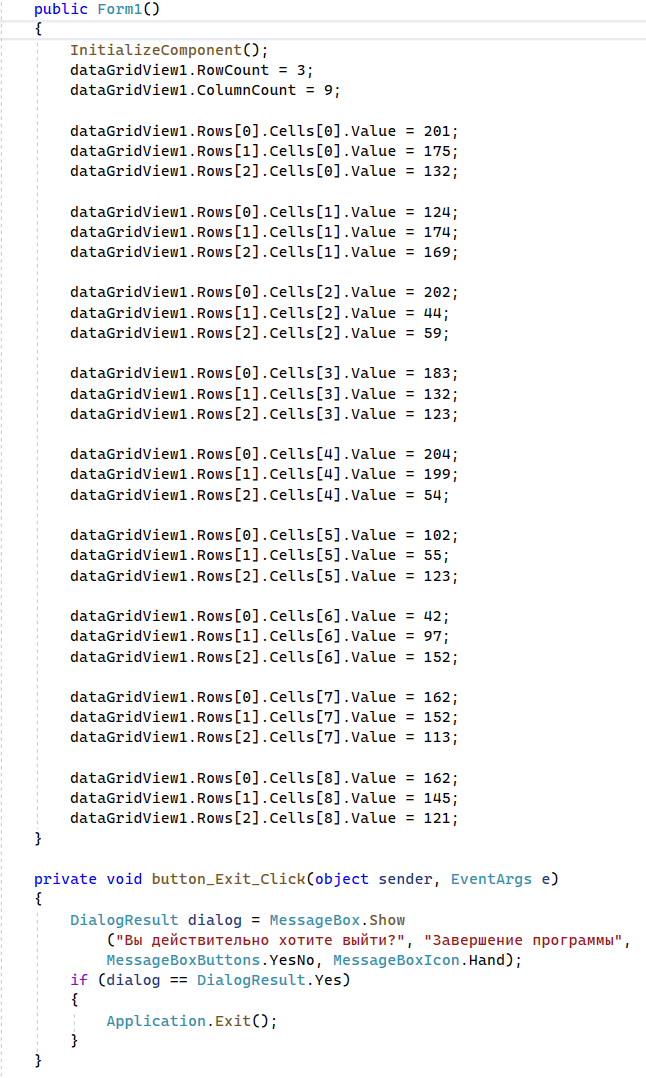 public Form1()
{
InitializeComponent();
dataGridView1.RowCount = 3;
dataGridView1.ColumnCount = 9;
dataGridView1.Rows[0].Cells[0].Value = 201;
dataGridView1.Rows[1].Cells[0].Value = 175;
dataGridView1.Rows[2].Cells[0].Value = 132;
dataGridView1.Rows[0].Cells[1].Value = 124;
dataGridView1.Rows[1].Cells[1].Value = 174;
dataGridView1.Rows[2].Cells[1].Value = 169;
dataGridView1.Rows[0].Cells[2].Value = 202;
dataGridView1.Rows[1].Cells[2].Value = 44;
dataGridView1.Rows[2].Cells[2].Value = 59;
dataGridView1.Rows[0].Cells[3].Value = 183;
dataGridView1.Rows[1].Cells[3].Value = 132;
dataGridView1.Rows[2].Cells[3].Value = 123;
dataGridView1.Rows[0].Cells[4].Value = 204;
dataGridView1.Rows[1].Cells[4].Value = 199;
dataGridView1.Rows[2].Cells[4].Value = 54;
dataGridView1.Rows[0].Cells[5].Value = 102;
dataGridView1.Rows[1].Cells[5].Value = 55;
dataGridView1.Rows[2].Cells[5].Value = 123;
dataGridView1.Rows[0].Cells[6].Value = 42;
dataGridView1.Rows[1].Cells[6].Value = 97;
dataGridView1.Rows[2].Cells[6].Value = 152;
dataGridView1.Rows[0].Cells[7].Value = 162;
dataGridView1.Rows[1].Cells[7].Value = 152;
dataGridView1.Rows[2].Cells[7].Value = 113;
dataGridView1.Rows[0].Cells[8].Value = 162;
dataGridView1.Rows[1].Cells[8].Value = 145;
dataGridView1.Rows[2].Cells[8].Value = 121;
}
private void button_Exit_Click(object sender, EventArgs e)
{
DialogResult dialog = MessageBox.Show
("Вы действительно хотите выйти?", "Завершение программы",
MessageBoxButtons.YesNo, MessageBoxIcon.Hand);
if (dialog == DialogResult.Yes)
{
Application.Exit();
}
}